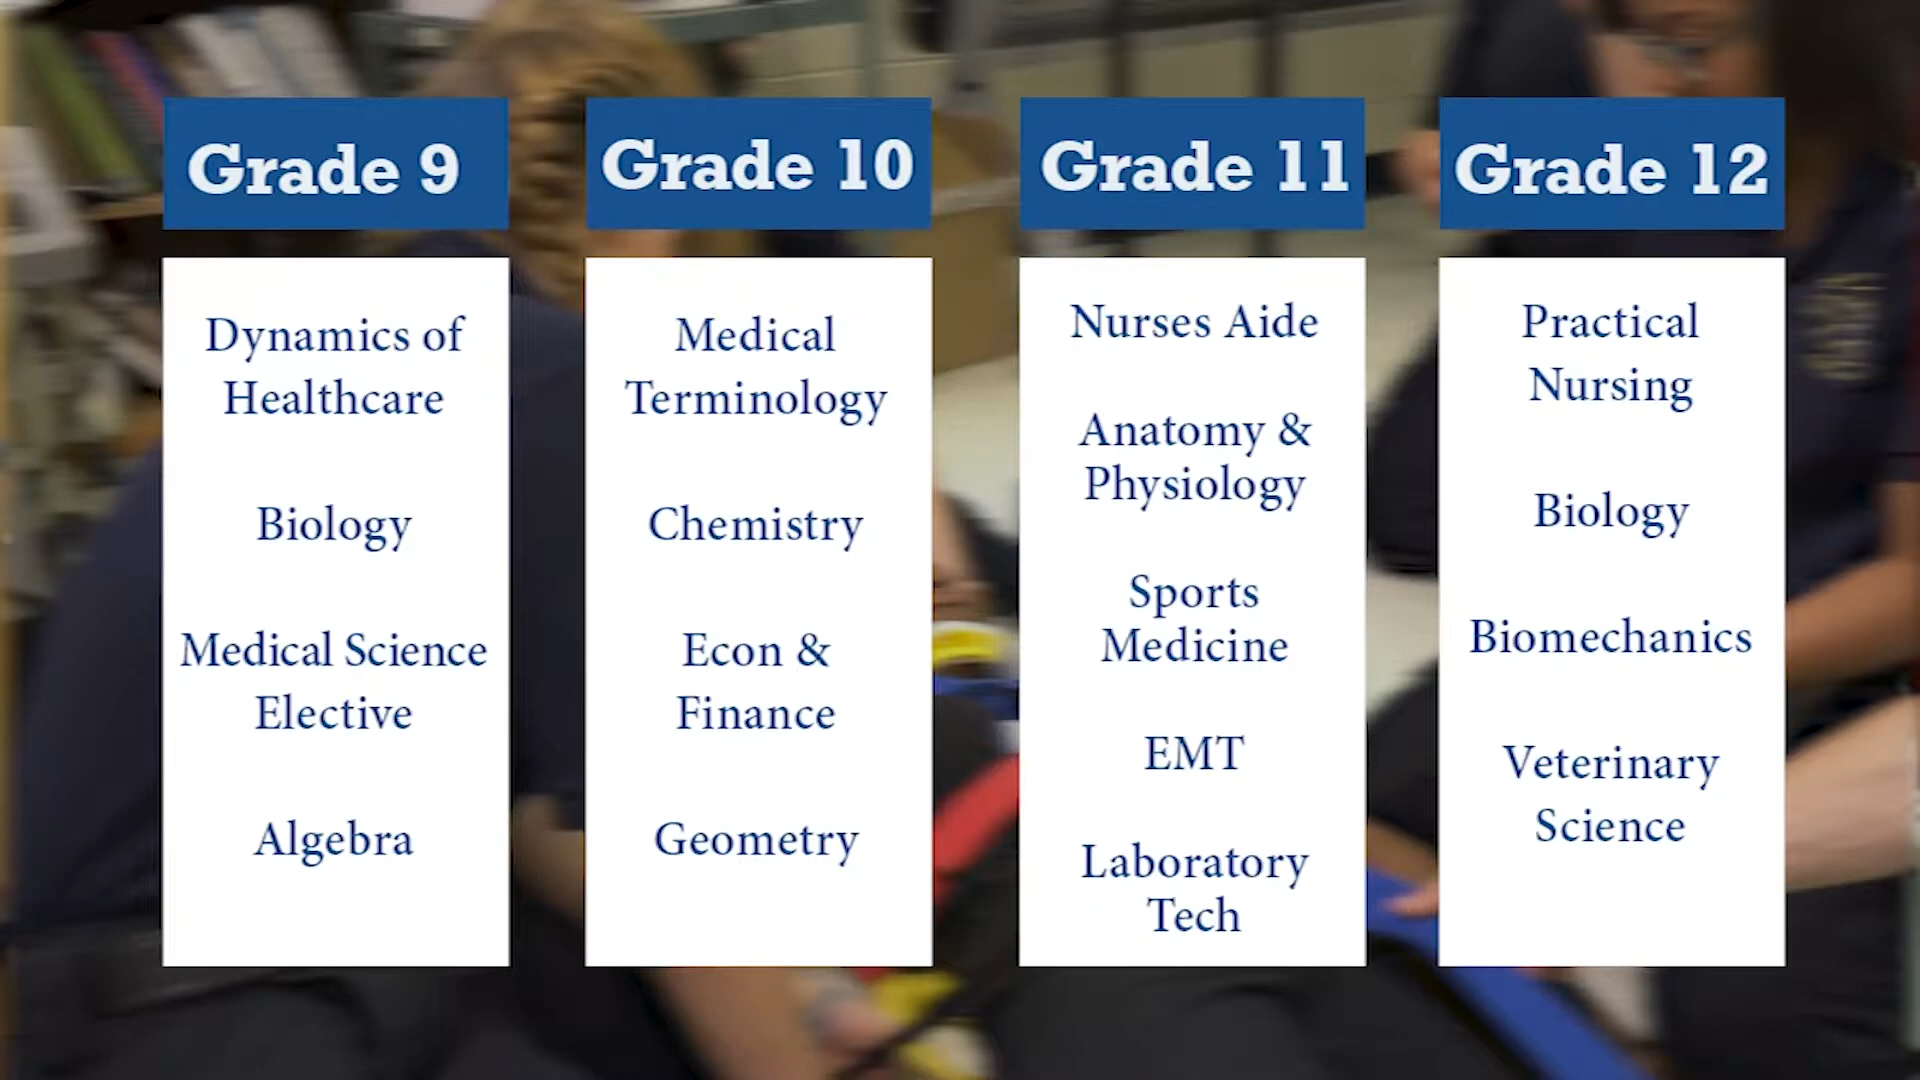 Grade 9
Dynamics of
Healthcare
Biology
Medical Science
Elective
Algebra
Grade 10
Medical
Terminology
Chemistry
Econ &
Finance
Geometry
Grade 11
Nurses Aide
Anatomy &
Physiology
Sports
Medicine
EMT
Laboratory
Tech
Grade 12
Practical
Nursing
Biology
Biomechanics
Veterinary
Science